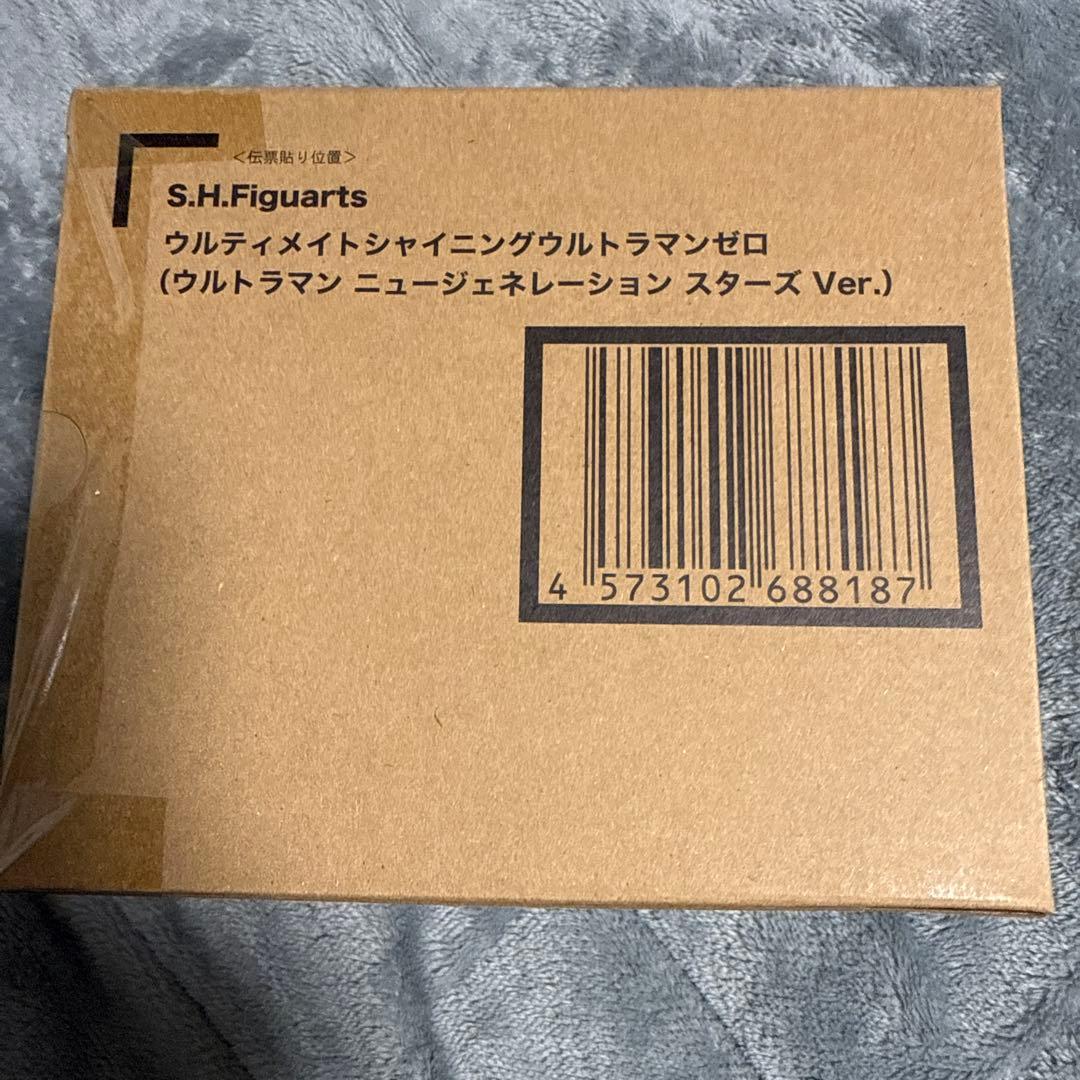 ＜伝票貼り位置＞
S.H.Figuarts
ウルティメイトシャイニングウルトラマンゼロ
（ウルトラマン ニュージェネレーション スターズ Ver.）
4 573102 688187